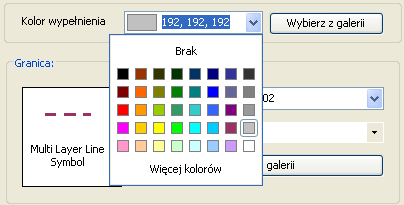 Kolor wypełnienia
192, 192, 192
Wybierz z galerii
Brak
Granica:
02
Multi Layer Line
Symbol
Więcej kolorów
galerii